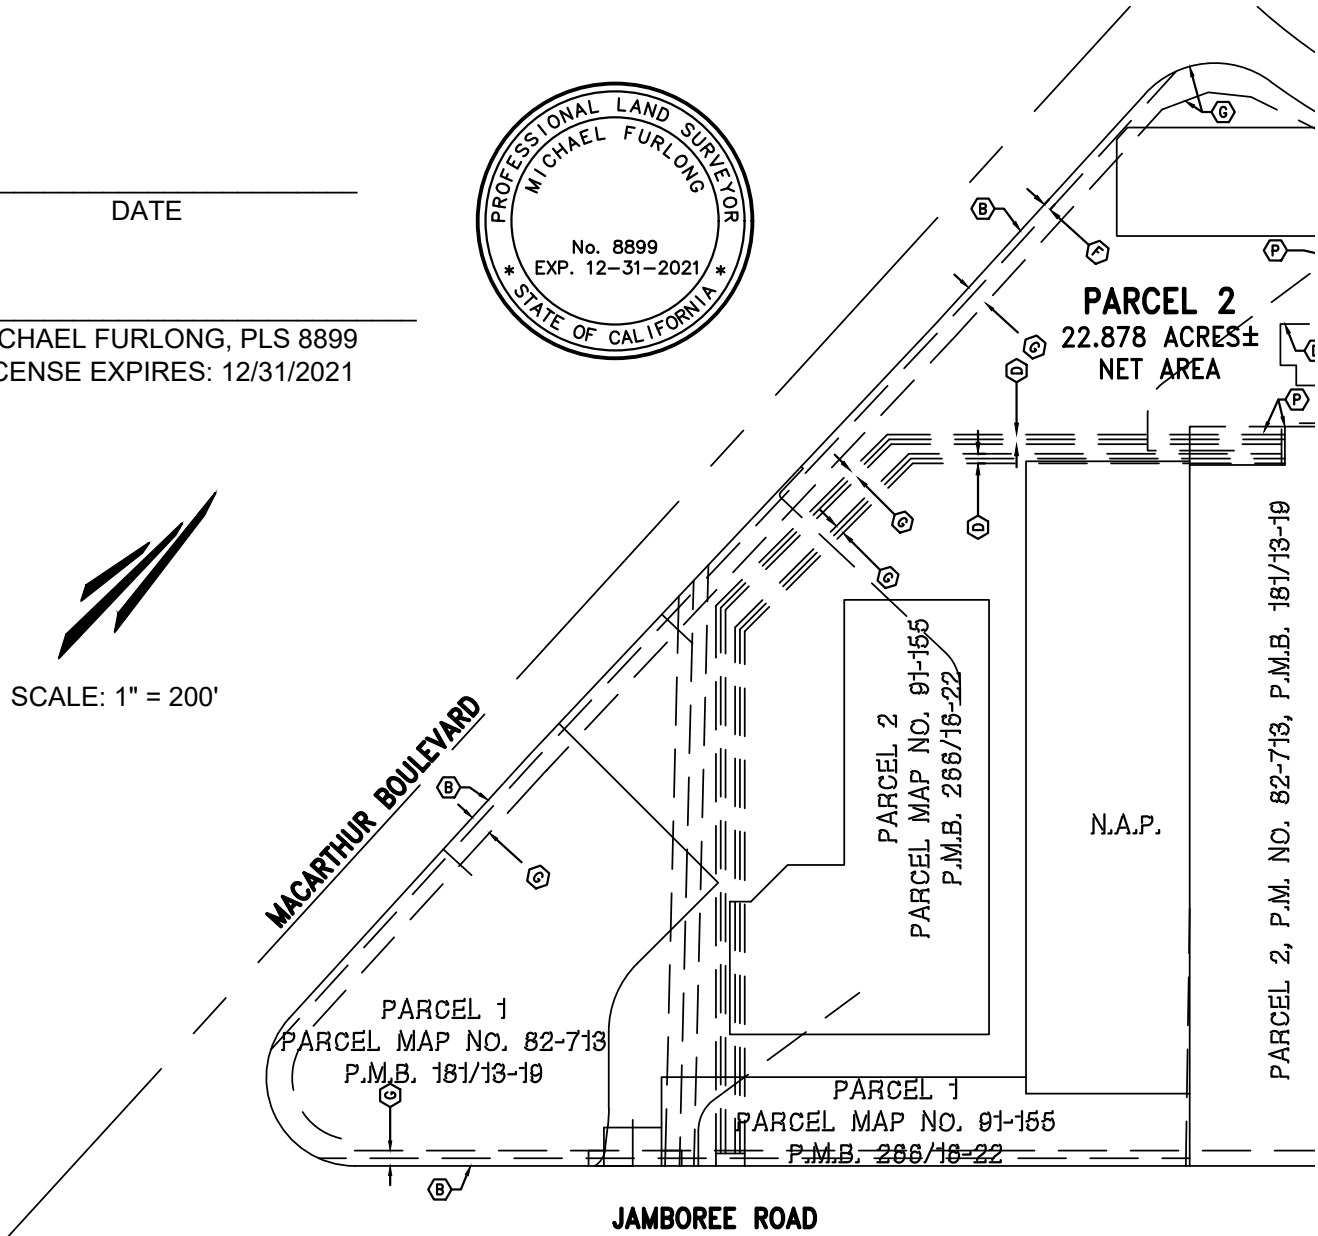 DATE
CHAEL FURLONG, PLS 8899
CENSE EXPIRES: 12/31/2021
PROFESSIONAL LAND SURVEYOR
MICHAEL FURLONG
No. 8899
EXP. 12-31-2021
* STATE OF CALIFORNIA *
SCALE: 1" = 200'
G
B
F
P
PARCEL 2
22.878 ACRES±
NET AREA
G
D
P
G
D
G
MACARTHUR BOULEVARD
B
G
PARCEL 2
PARCEL MAP NO. 91-155
P.M.B. 266/16-22
N.A.P.
PARCEL 2, P.M. NO. 82-713, P.M.B. 181/13-19
PARCEL 1
PARCEL MAP NO. 82-713
P.M.B. 181/13-19
G
PARCEL 1
PARCEL MAP NO. 91-155
P.M.B. 266/16-22
B
JAMBOREE ROAD